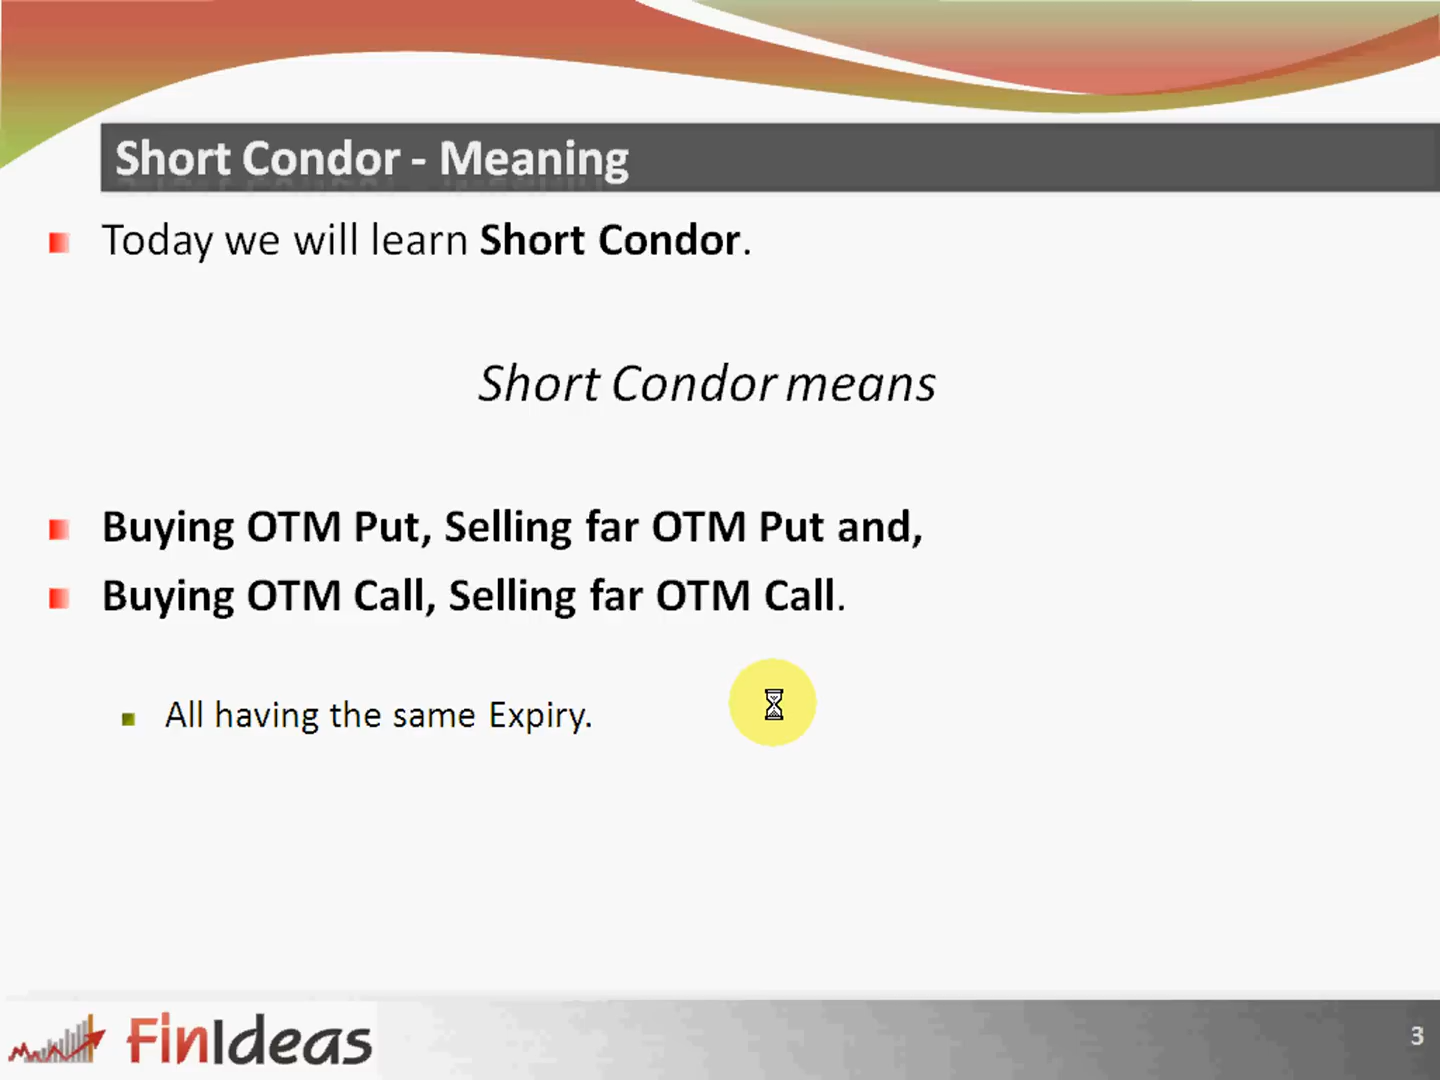 Short Condor - Meaning
Today we will learn Short Condor.
Short Condor means
Buying OTM Put, Selling far OTM Put and,
Buying OTM Call, Selling far OTM Call.
All having the same Expiry.
FinIdeas
3